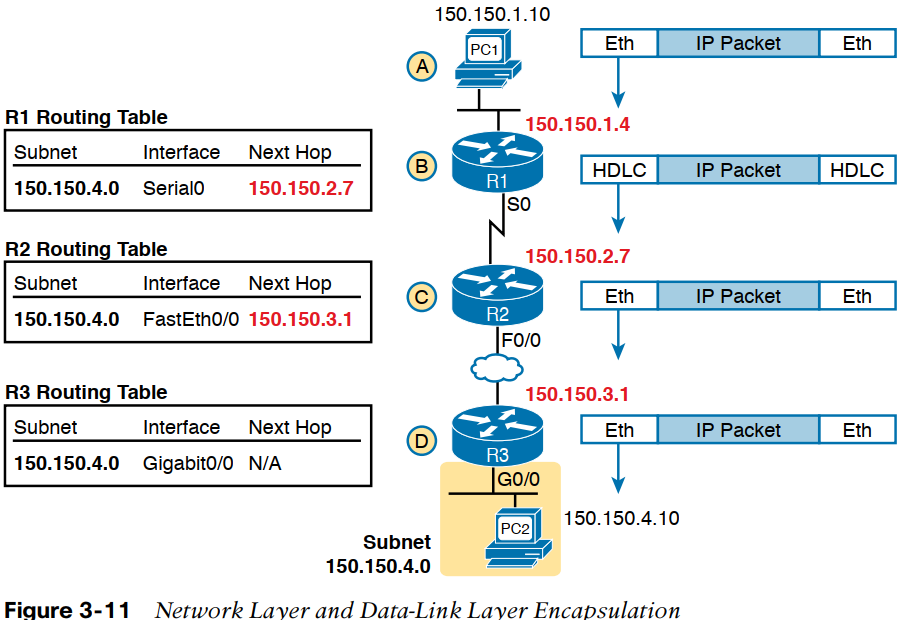 150.150.1.10
PC1
A
Eth IP Packet Eth
150.150.1.4
R1 Routing Table
Subnet Interface Next Hop
150.150.4.0 Serial0 150.150.2.7
B
R1
HDLC IP Packet HDLC
S0
150.150.2.7
R2 Routing Table
Subnet Interface Next Hop
150.150.4.0 FastEth0/0 150.150.3.1
C
R2
Eth IP Packet Eth
F0/0
150.150.3.1
R3 Routing Table
Subnet Interface Next Hop
150.150.4.0 Gigabit0/0 N/A
D
R3
Eth IP Packet Eth
G0/0
PC2
150.150.4.10
Subnet
150.150.4.0
Figure 3-11 Network Layer and Data-Link Layer Encapsulation